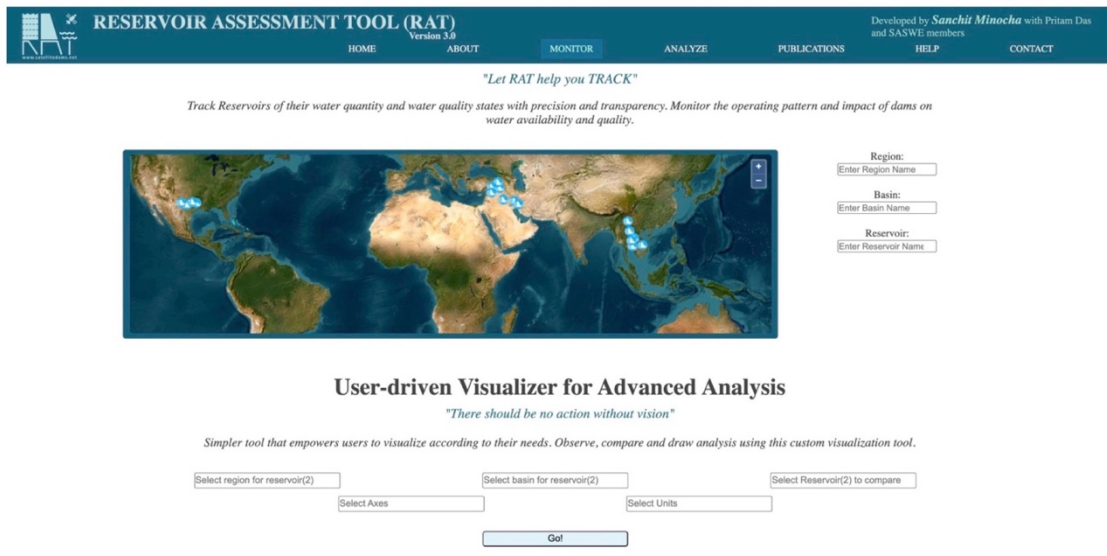 RESERVOIR ASSESSMENT TOOL (RAT)
Version 3.0
Developed by Sanchit Minocha with Pritam Das
and SASWE members
RAT
www.satellitedams.net
HOME ABOUT MONITOR ANALYZE PUBLICATIONS HELP CONTACT
"Let RAT help you TRACK"
Track Reservoirs of their water quantity and water quality states with precision and transparency. Monitor the operating pattern and impact of dams on
water availability and quality.
+
−
Region:
Enter Region Name
Basin:
Enter Basin Name
Reservoir:
Enter Reservoir Name
User-driven Visualizer for Advanced Analysis
"There should be no action without vision"
Simpler tool that empowers users to visualize according to their needs. Observe, compare and draw analysis using this custom visualization tool.
Select region for reservoir(2) Select basin for reservoir(2) Select Reservoir(2) to compare
Select Axes Select Units
Go!